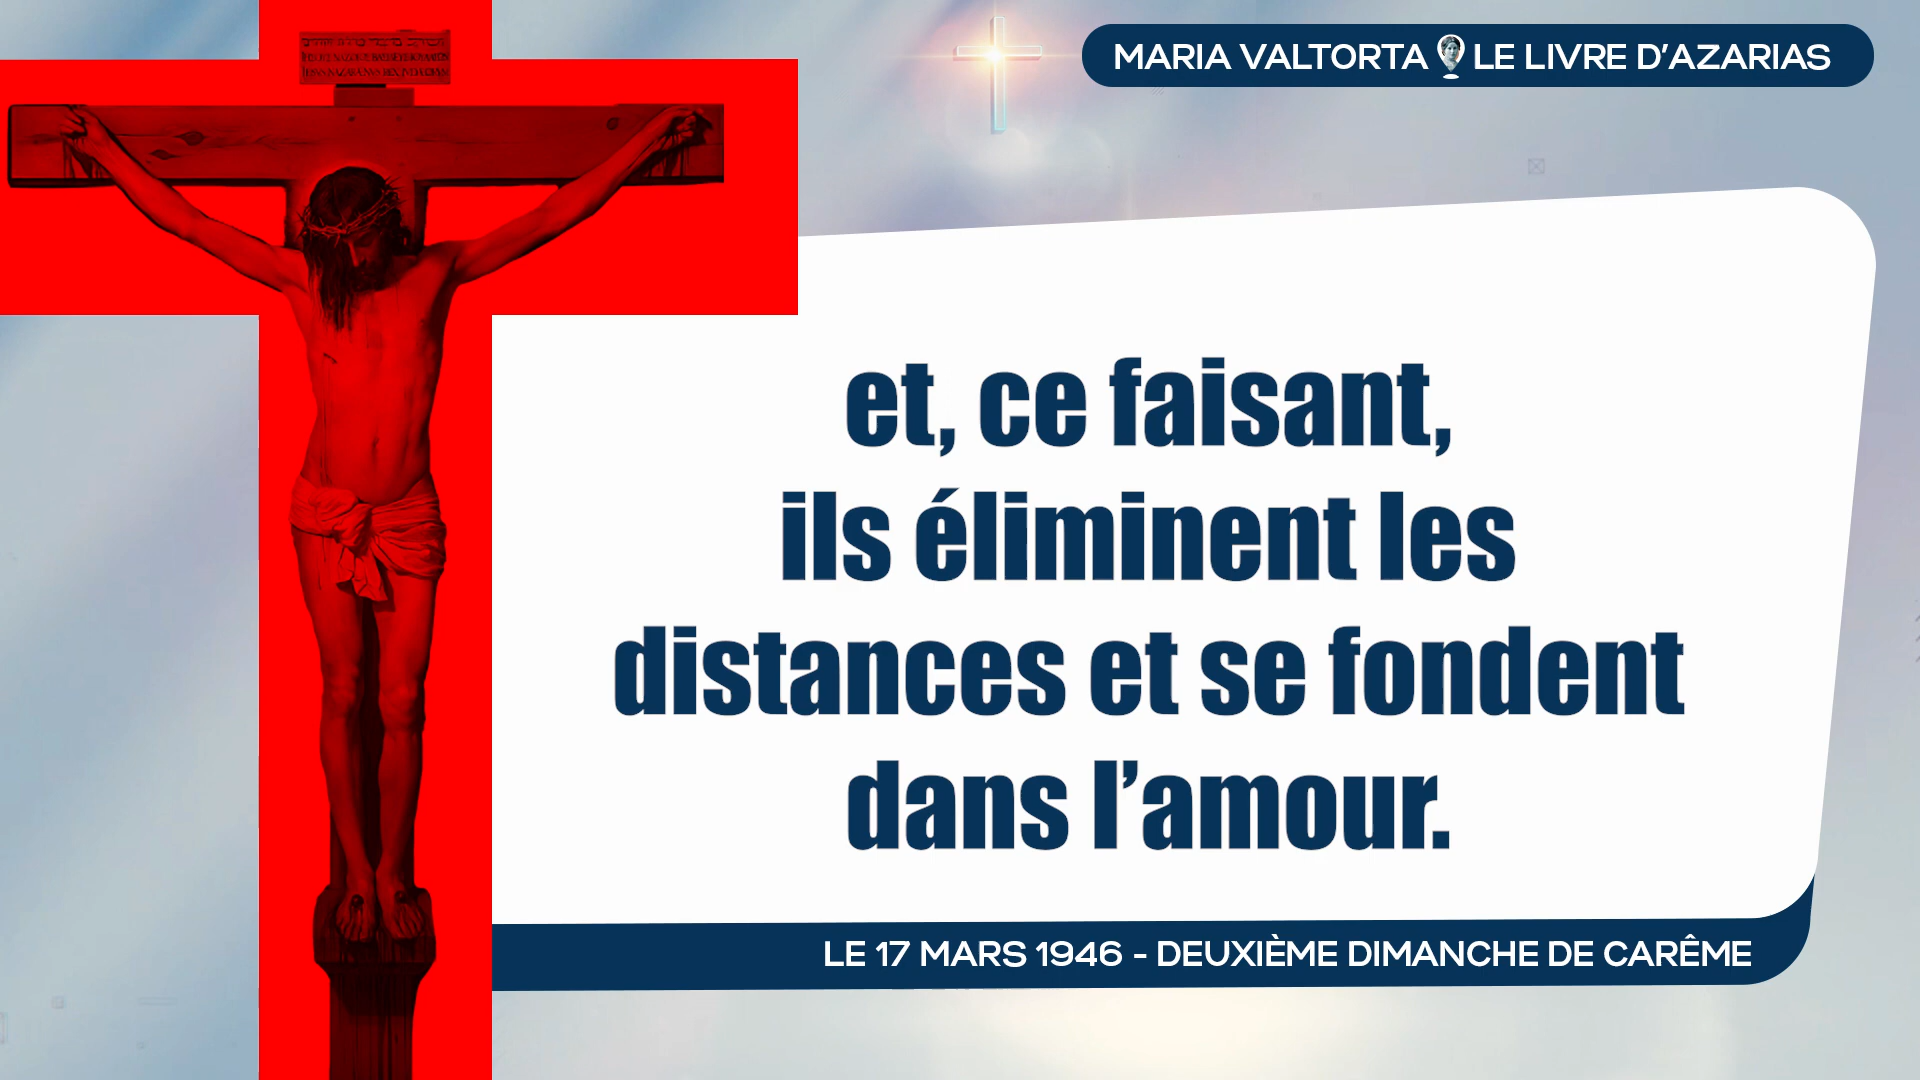 MARIA VALTORTA LE LIVRE D'AZARIAS
et, ce faisant,
ils éliminent les
distances et se fondent
dans l'amour.
LE 17 MARS 1946 - DEUXIÈME DIMANCHE DE CARÊME